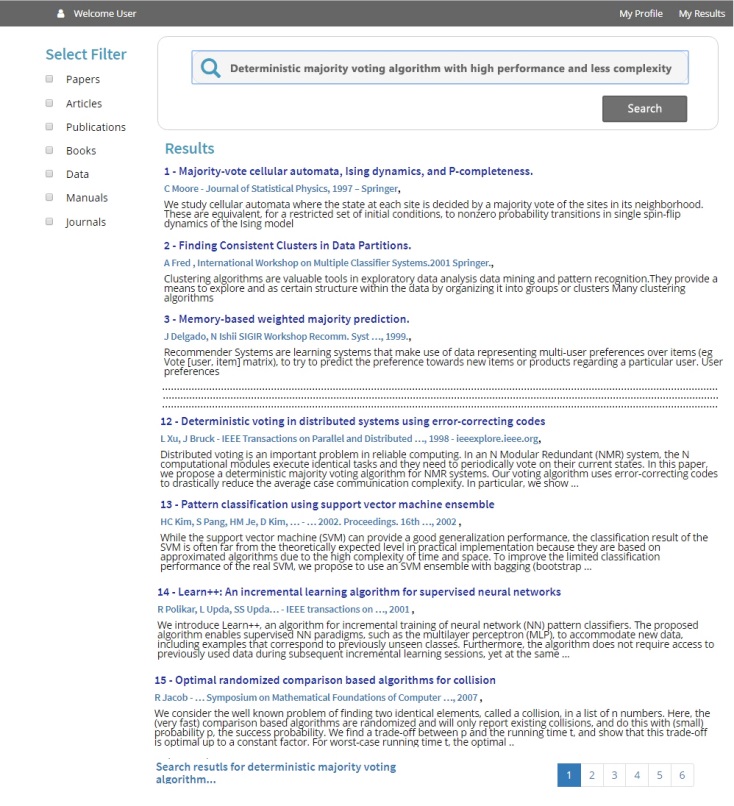 Welcome User
My Profile
My Results
Select Filter
Papers
Articles
Publications
Books
Data
Manuals
Journals
Deterministic majority voting algorithm with high performance and less complexity
Search
Results
1 - Majority-vote cellular automata, Ising dynamics, and P-completeness.
C Moore - Journal of Statistical Physics, 1997 – Springer,
We study cellular automata where the state at each site is decided by a majority vote of the sites in its neighborhood.
These are equivalent, for a restricted set of initial conditions, to nonzero probability transitions in single spin-flip
dynamics of the Ising model
2 - Finding Consistent Clusters in Data Partitions.
A Fred , International Workshop on Multiple Classifier Systems.2001 Springer.,
Clustering algorithms are valuable tools in exploratory data analysis data mining and pattern recognition.They provide a
means to explore and as certain structure within the data by organizing it into groups or clusters Many clustering
algorithms
3 - Memory-based weighted majority prediction.
J Delgado, N Ishii SIGIR Workshop Recomm. Syst …, 1999.,
Recommender Systems are learning systems that make use of data representing multi-user preferences over items (eg
Vote [user, item] matrix), to try to predict the preference towards new items or products regarding a particular user. User
preferences
12 - Deterministic voting in distributed systems using error-correcting codes
L Xu, J Bruck - IEEE Transactions on Parallel and Distributed …, 1998 - ieeexplore.ieee.org,
Distributed voting is an important problem in reliable computing. In an N Modular Redundant (NMR) system, the N
computational modules execute identical tasks and they need to periodically vote on their current states. In this paper,
we propose a deterministic majority voting algorithm for NMR systems. Our voting algorithm uses error-correcting codes
to drastically reduce the average case communication complexity. In particular, we show ...
13 - Pattern classification using support vector machine ensemble
HC Kim, S Pang, HM Je, D Kim, … - … 2002. Proceedings. 16th …, 2002 ,
While the support vector machine (SVM) can provide a good generalization performance, the classification result of the
SVM is often far from the theoretically expected level in practical implementation because they are based on
approximated algorithms due to the high complexity of time and space. To improve the limited classification
performance of the real SVM, we propose to use an SVM ensemble with bagging (bootstrap ...
14 - Learn++: An incremental learning algorithm for supervised neural networks
R Polikar, L Upda, SS Upda… - IEEE transactions on …, 2001 ,
We introduce Learn++, an algorithm for incremental training of neural network (NN) pattern classifiers. The proposed
algorithm enables supervised NN paradigms, such as the multilayer perceptron (MLP), to accommodate new data,
including examples that correspond to previously unseen classes. Furthermore, the algorithm does not require access to
previously used data during subsequent incremental learning sessions, yet at the same ...
15 - Optimal randomized comparison based algorithms for collision
R Jacob - … Symposium on Mathematical Foundations of Computer …, 2007 ,
We consider the well known problem of finding two identical elements, called a collision, in a list of n numbers. Here, the
(very fast) comparison based algorithms are randomized and will only report existing collisions, and do this with (small)
probability p, the success probability. We find a trade-off between p and the running time t, and show that this trade-off
is optimal up to a constant factor. For worst-case running time t, the optimal ..
Search resutls for deterministic majority voting
algorithm...
1 2 3 4 5 6